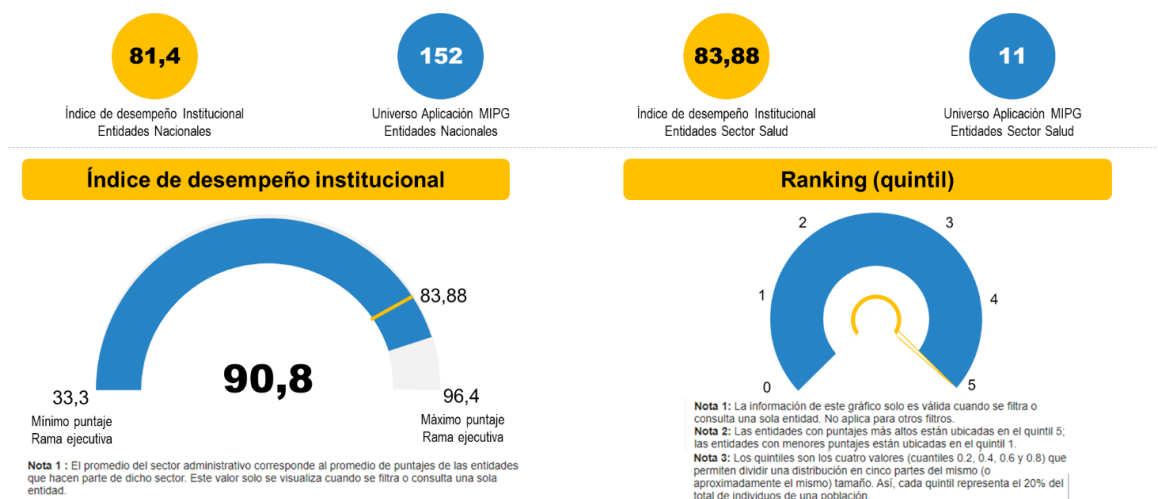 81,4
Índice de desempeño Institucional
Entidades Nacionales
152
Universo Aplicación MIPG
Entidades Nacionales
83,88
Índice de desempeño Institucional
Entidades Sector Salud
11
Universo Aplicación MIPG
Entidades Sector Salud
Índice de desempeño institucional
83,88
90,8
33,3
Mínimo puntaje
Rama ejecutiva
96,4
Máximo puntaje
Rama ejecutiva
Nota 1 : El promedio del sector administrativo corresponde al promedio de puntajes de las entidades
que hacen parte de dicho sector. Este valor solo se visualiza cuando se filtra o consulta una sola
entidad.
Ranking (quintil)
0
1
2
3
4
5
Nota 1: La información de este gráfico solo es válida cuando se filtra o
consulta una sola entidad. No aplica para otros filtros.
Nota 2: Las entidades con puntajes más altos están ubicadas en el quintil 5;
las entidades con menores puntajes están ubicadas en el quintil 1.
Nota 3: Los quintiles son los cuatro valores (cuantiles 0.2, 0.4, 0.6 y 0.8) que
permiten dividir una distribución en cinco partes del mismo (o
aproximadamente el mismo) tamaño. Así, cada quintil representa el 20% del
total de individuos de una población.